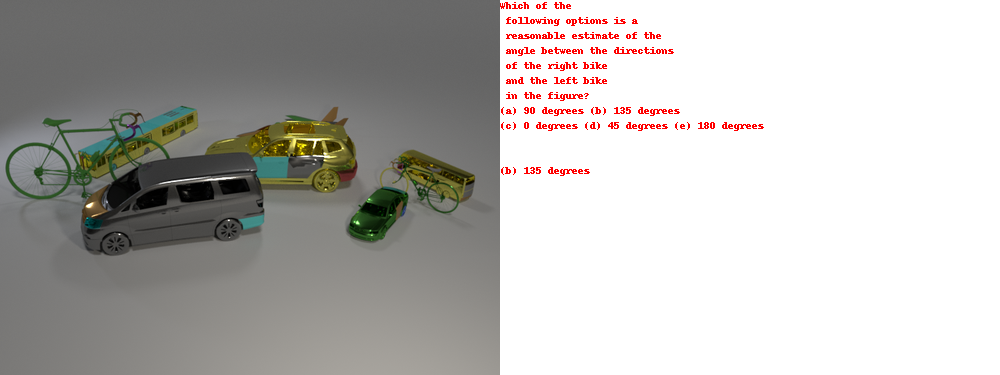 Which of the
following options is a
reasonable estimate of the
angle between the directions
of the right bike
and the left bike
in the figure?
(a) 90 degrees (b) 135 degrees
(c) 0 degrees (d) 45 degrees (e) 180 degrees
(b) 135 degrees